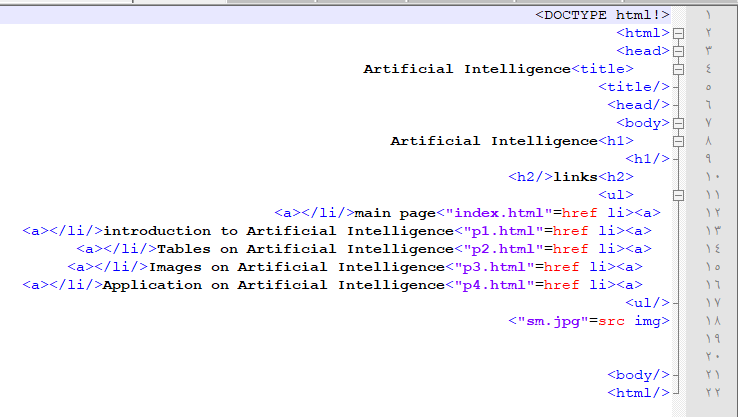 <DOCTYPE html!> ١
<html> ٢
<head> ٣
Artificial Intelligence<title> ٤
<title/> ٥
<head/> ٦
<body> ٧
Artificial Intelligence<h1> ٨
<h1/> ٩
<h2/>links<h2> ١٠
<ul> ١١
<a></li/>main page<"index.html"=href li><a> ١٢
<a></li/>introduction to Artificial Intelligence<"p1.html"=href li><a> ١٣
<a></li/>Tables on Artificial Intelligence<"p2.html"=href li><a> ١٤
<a></li/>Images on Artificial Intelligence<"p3.html"=href li><a> ١٥
<a></li/>Application on Artificial Intelligence<"p4.html"=href li><a> ١٦
<ul/> ١٧
<"sm.jpg"=src img> ١٨
١٩
٢٠
<body/> ٢١
<html/> ٢٢